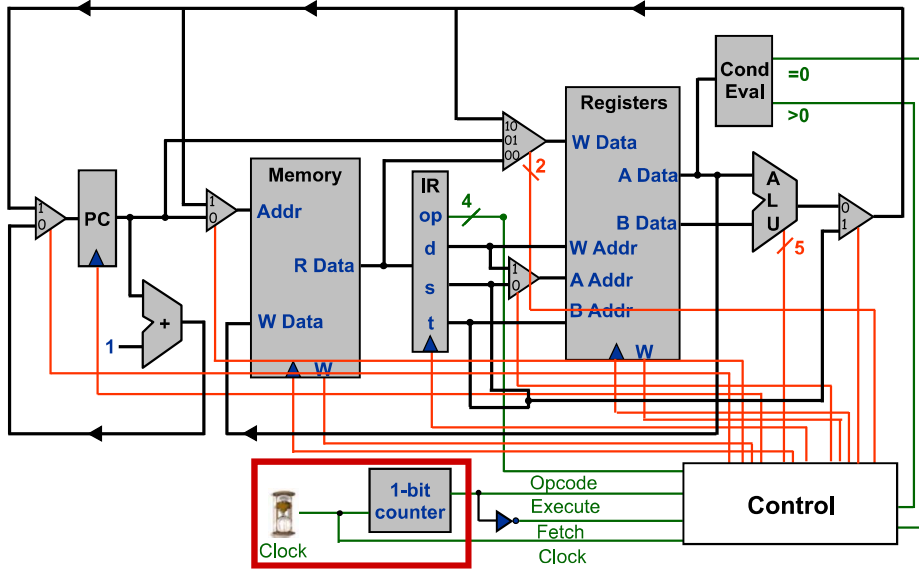 Cond
Eval
=0
>0
Registers
10
01
00
W Data
2
A Data
A
L
U
Memory
IR
1
0
PC
1
0
Addr
op
4
0
1
B Data
d
W Addr
5
R Data
1
0
A Addr
s
B Addr
+
W Data
t
1
W
W
1-bit
counter
Opcode
Execute
Control
Fetch
Clock
Clock